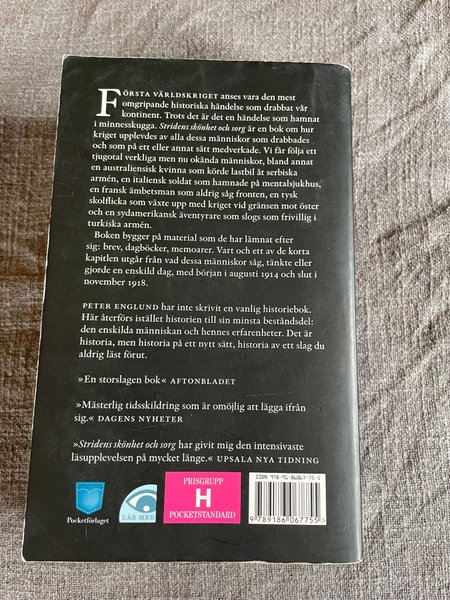 FÖRSTA VÄRLDSKRIGET anses vara den mest
omgripande historiska händelse som drabbat vår
kontinent. Trots det är det en händelse som hamnat
i minnesskugga. Stridens skönhet och sorg är en bok om hur
kriget upplevdes av alla dessa människor som drabbades
och som på ett eller annat sätt medverkade. Vi får följa ett
tjugotal verkliga men nu okända människor, bland annat
en australiensisk kvinna som körde lastbil åt serbiska
armén, en italiensk soldat som hamnade på mentalsjukhus,
en fransk ämbetsman som aldrig såg fronten, en tysk
skolflicka som växte upp med kriget vid gränsen mot öster
och en sydamerikansk äventyrare som slogs som frivillig i
turkiska armén.
Boken bygger på material som de har lämnat efter
sig: brev, dagböcker, memoarer. Vart och ett av de korta
kapitlen utgår från vad dessa människor såg, tänkte eller
gjorde en enskild dag, med början i augusti 1914 och slut i
november 1918.
PETER ENGLUND har inte skrivit en vanlig historiebok.
Här återförs istället historien till sin minsta beståndsdel:
den enskilda människan och hennes erfarenheter. Det är
historia, men historia på ett nytt sätt, historia av ett slag du
aldrig läst förut.
»En storslagen bok« AFTONBLADET
»Mästerlig tidsskildring som är omöjlig att lägga ifrån
sig.« DAGENS NYHETER
»Stridens skönhet och sorg har givit mig den intensivaste
läsupplevelsen på mycket länge.« UPSALA NYA TIDNING
Pocketförlaget
LÄS MER
PRISGRUPP
H
POCKETSTANDARD
ISBN 978-91-86067-75-5
9 789186 067755